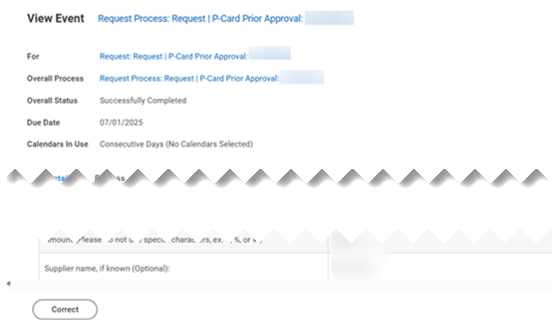 View Event Request Process: Request | P-Card Prior Approval:
For Request: Request | P-Card Prior Approval:
Overall Process Request Process: Request | P-Card Prior Approval:
Overall Status Successfully Completed
Due Date 07/01/2025
Calendars In Use Consecutive Days (No Calendars Selected)
Supplier name, if known (Optional):
Correct